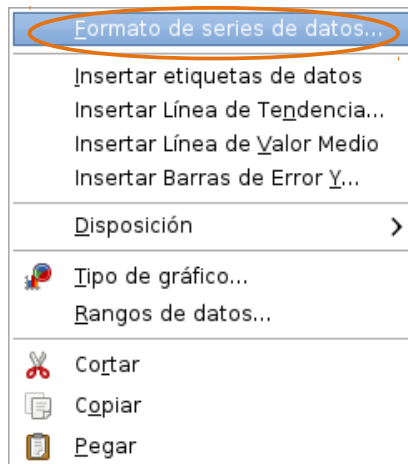 Formato de series de datos...
Insertar etiquetas de datos
Insertar Línea de Tendencia...
Insertar Línea de Valor Medio
Insertar Barras de Error Y...
Disposición
Tipo de gráfico...
Rangos de datos...
Cortar
Copiar
Pegar